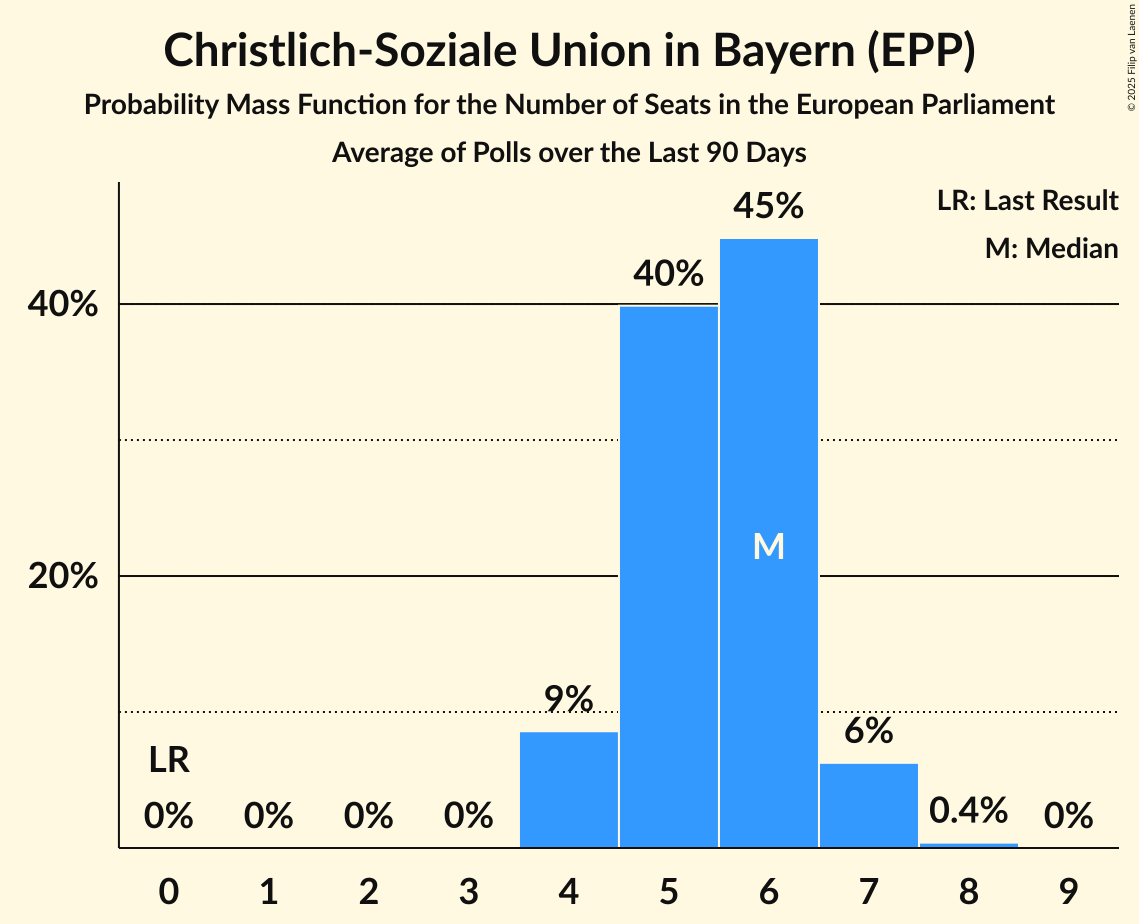 Christlich-Soziale Union in Bayern (EPP)
Probability Mass Function for the Number of Seats in the European Parliament
Average of Polls over the Last 90 Days
© 2025 Filip van Laenen
LR: Last Result
M: Median
40%
20%
LR
0%
0%
0%
0%
9%
40%
45%
M
6%
0.4%
0%
0 1 2 3 4 5 6 7 8 9